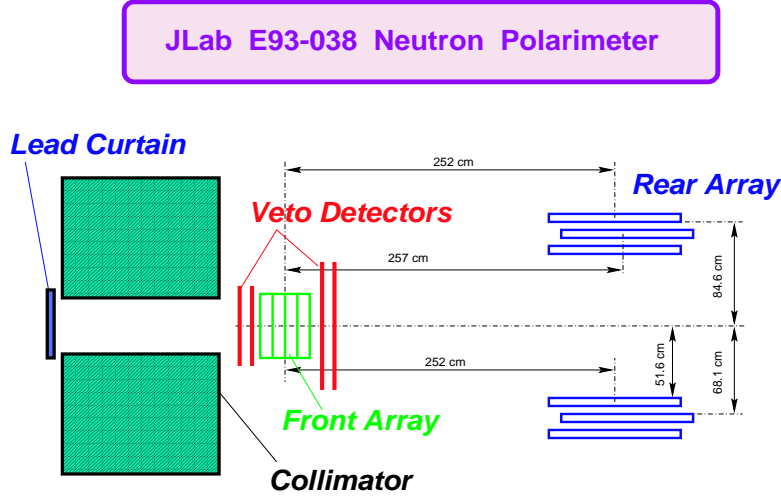 JLab E93-038 Neutron Polarimeter
Lead Curtain
252 cm
Rear Array
Veto Detectors
257 cm
84.6 cm
252 cm
51.6 cm
68.1 cm
Front Array
Collimator